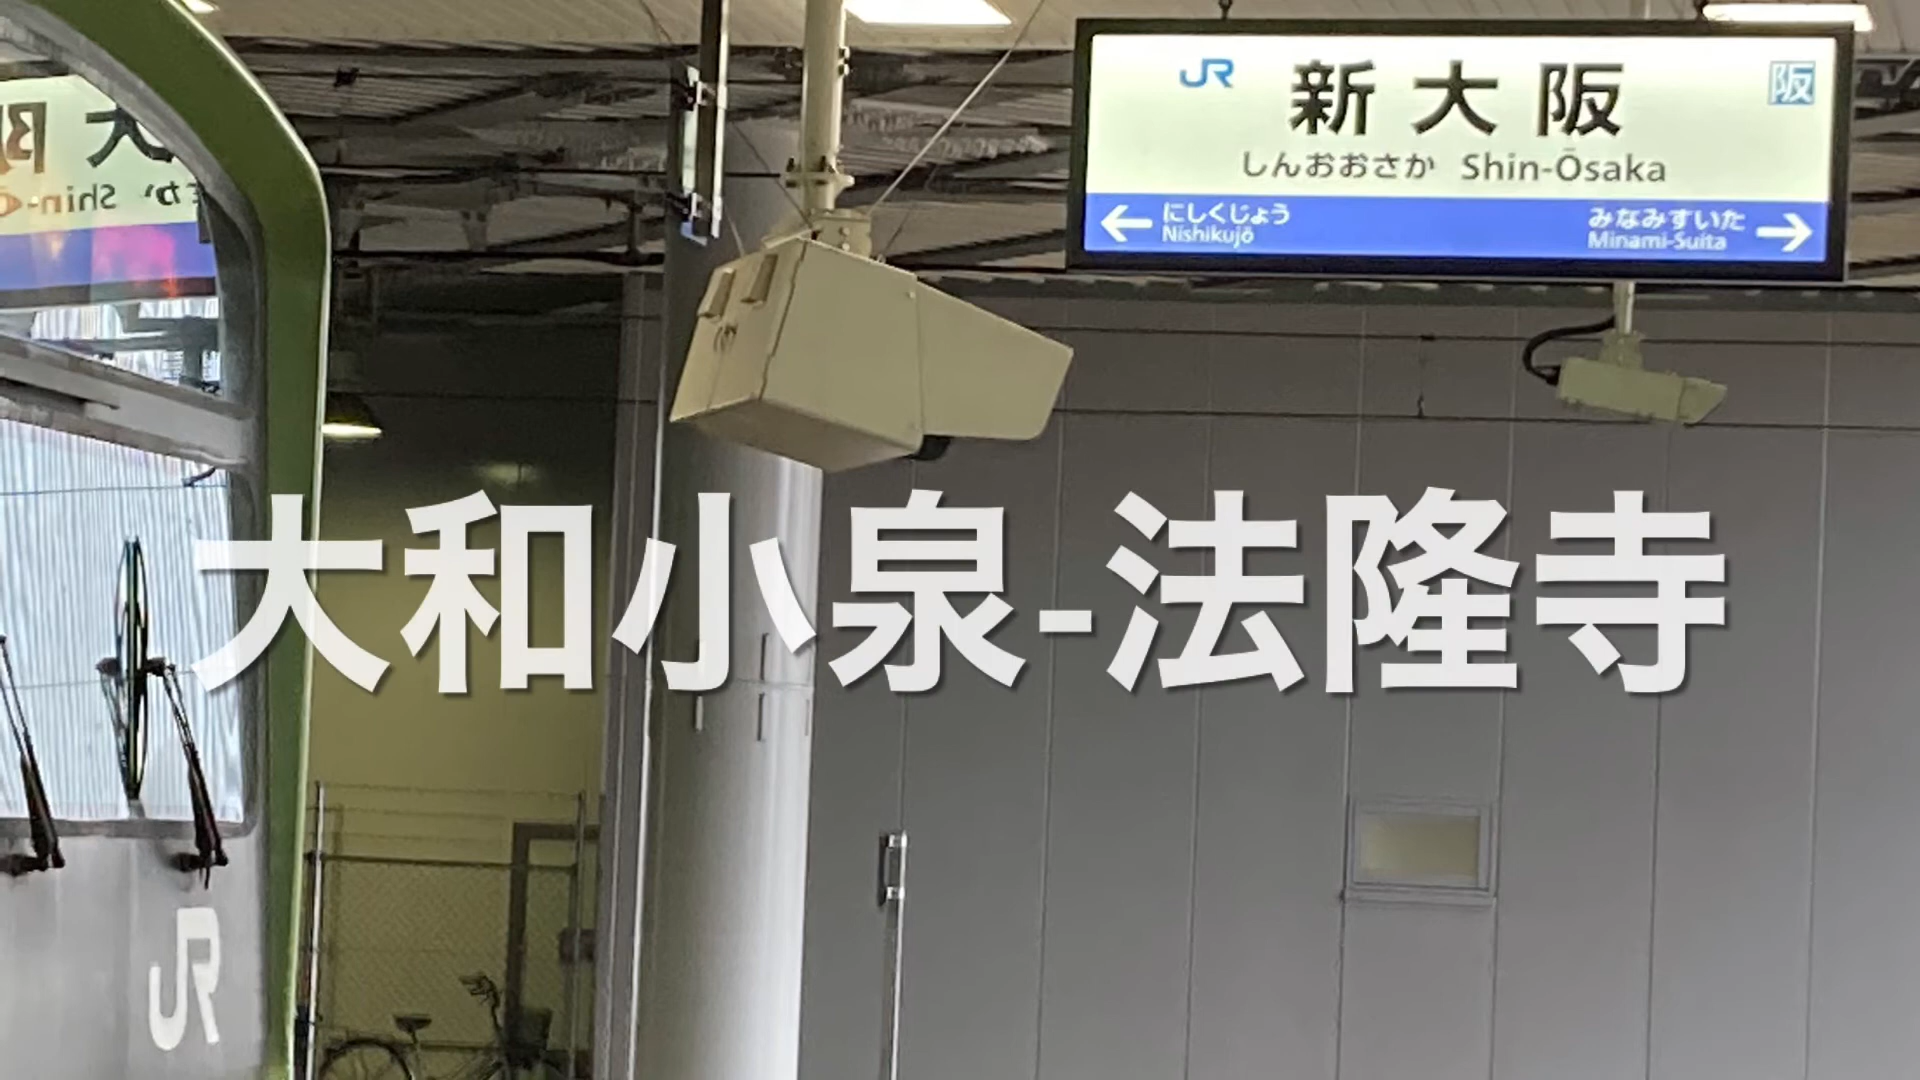 JR
新大阪
阪
しんおおさか Shin-Ōsaka
← にしくじょう
Nishikujō
みなみすいた →
Minami-Suita
大和小泉-法隆寺
JR